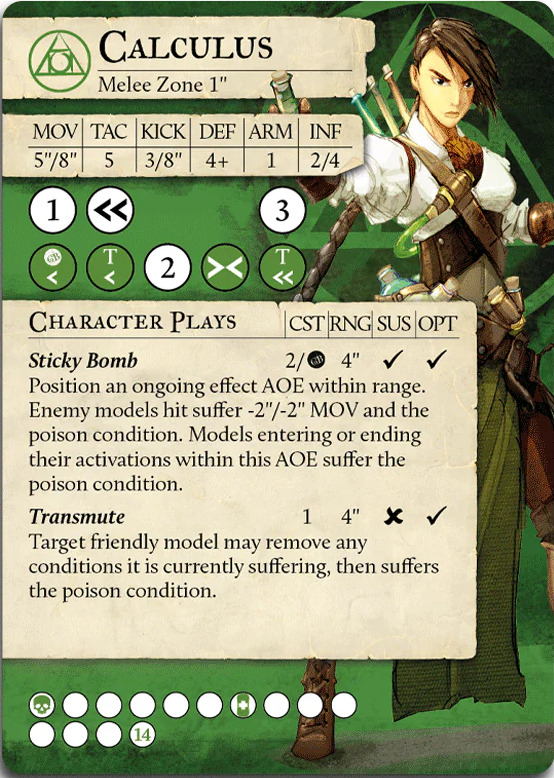 CALCULUS
Melee Zone 1"
MOV TAC KICK DEF ARM INF
5"/8" 5 3/8" 4+ 1 2/4
1 << 3
GB < T < 2 >< T <<
CHARACTER PLAYS CST RNG SUS OPT
Sticky Bomb 2/GB 4" ✓ ✓
Position an ongoing effect AOE within range.
Enemy models hit suffer -2"/-2" MOV and the
poison condition. Models entering or ending
their activations within this AOE suffer the
poison condition.
Transmute 1 4" ✘ ✓
Target friendly model may remove any
conditions it is currently suffering, then suffers
the poison condition.
14